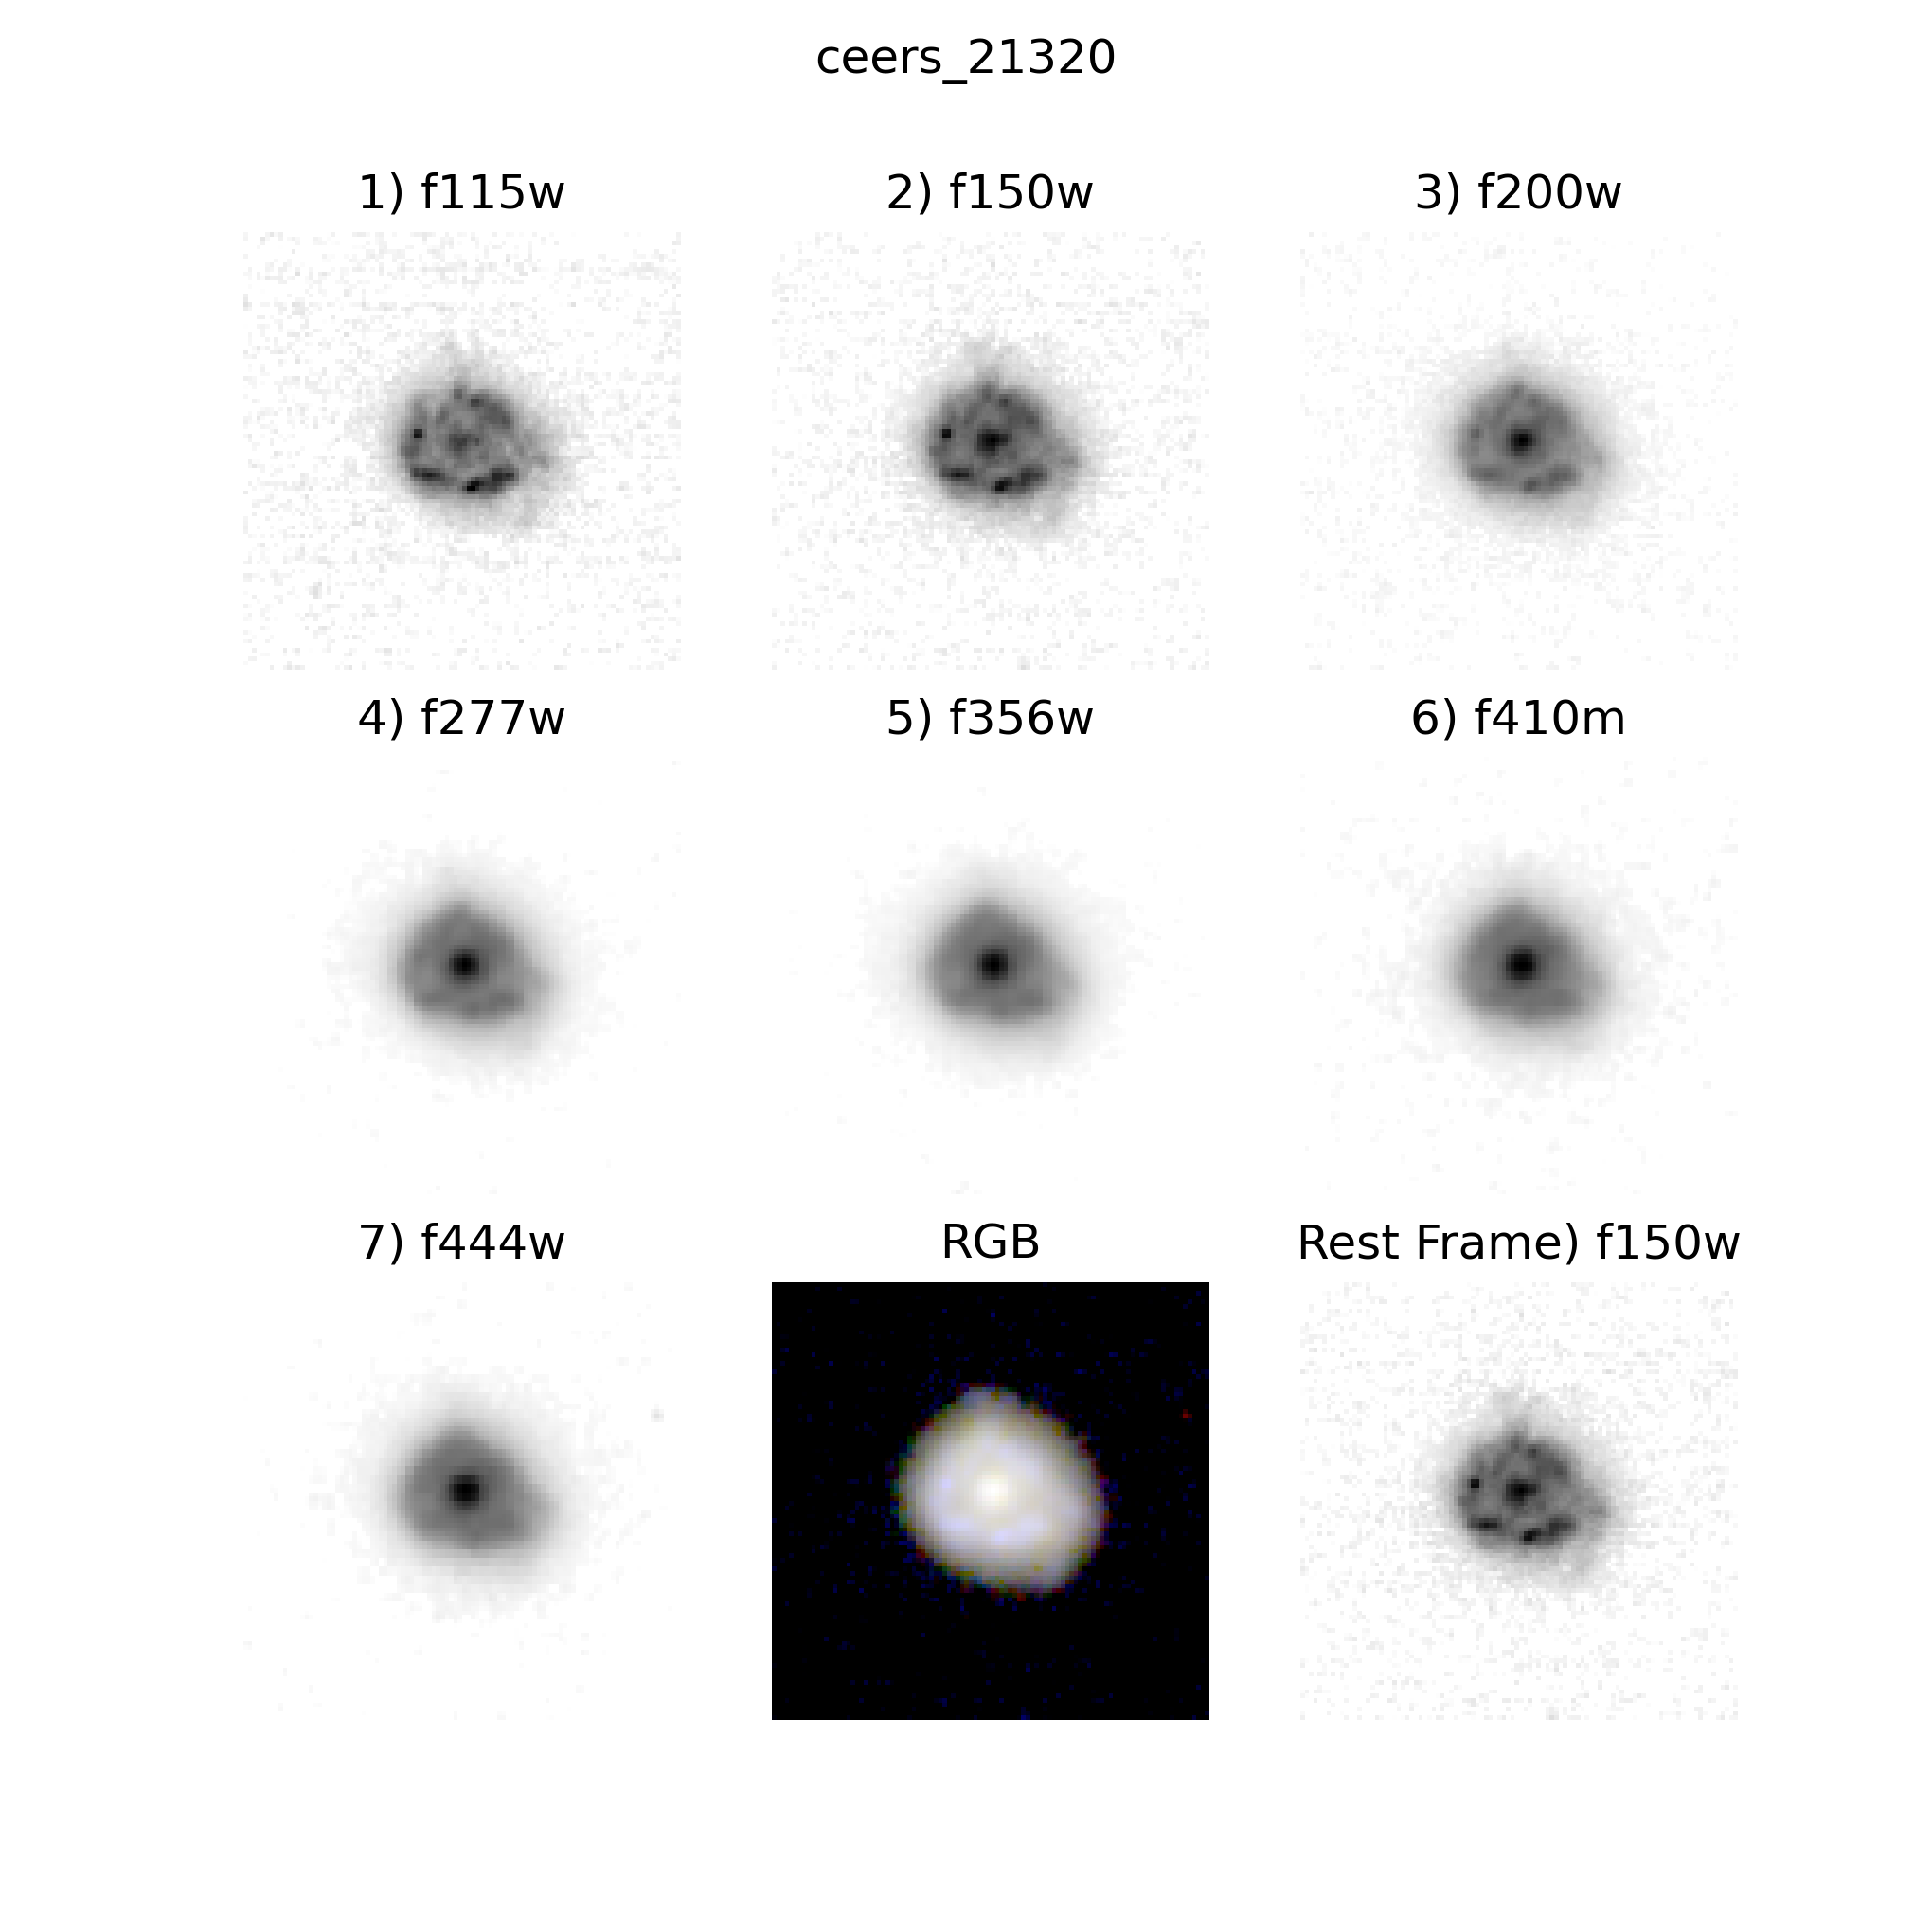 ceers_21320
1) f115w
2) f150w
3) f200w
4) f277w
5) f356w
6) f410m
7) f444w
RGB
Rest Frame) f150w